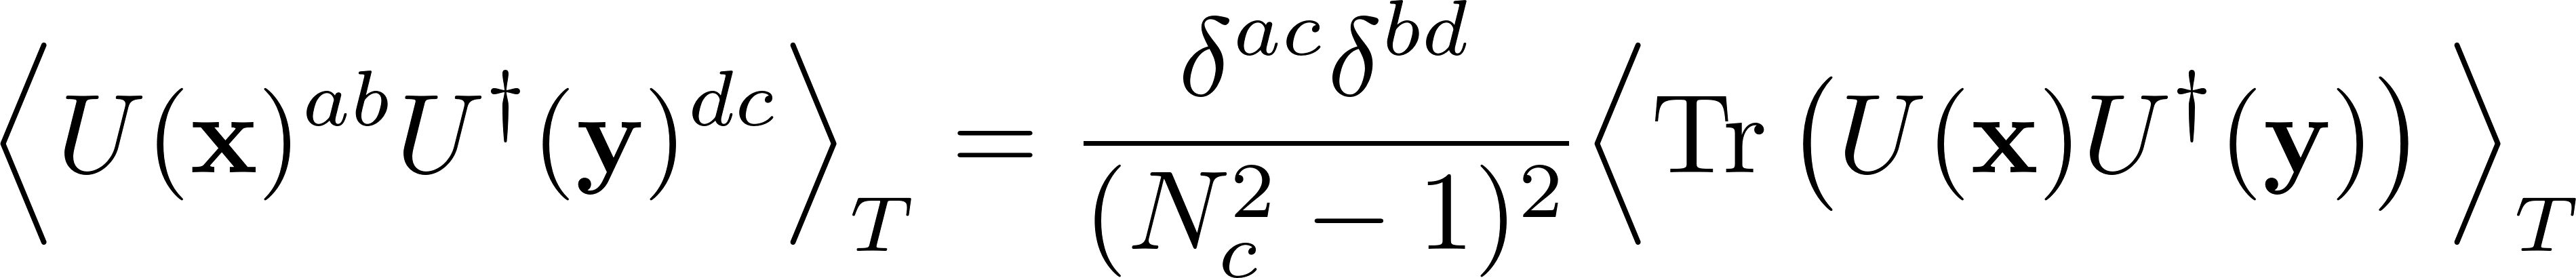 $$\left\langle U(\mathbf{x})^{ab} U^{\dagger}(\mathbf{y})^{dc} \right\rangle_T = \frac{\delta^{ac}\delta^{bd}}{(N_c^2 - 1)^2} \left\langle \mathrm{Tr}\left(U(\mathbf{x})U^{\dagger}(\mathbf{y})\right) \right\rangle_T$$